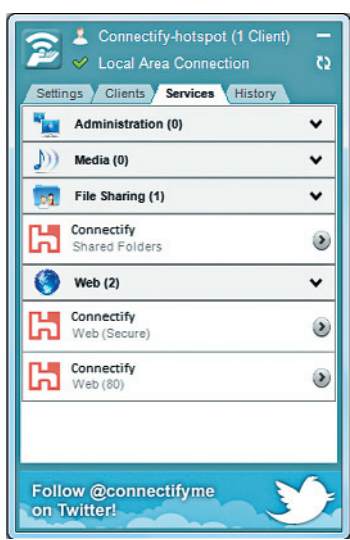 Connectify-hotspot (1 Client)
Local Area Connection
Settings Clients Services History
Administration (0)
Media (0)
File Sharing (1)
Connectify
Shared Folders
Web (2)
Connectify
Web (Secure)
Connectify
Web (80)
Follow @connectifyme
on Twitter!